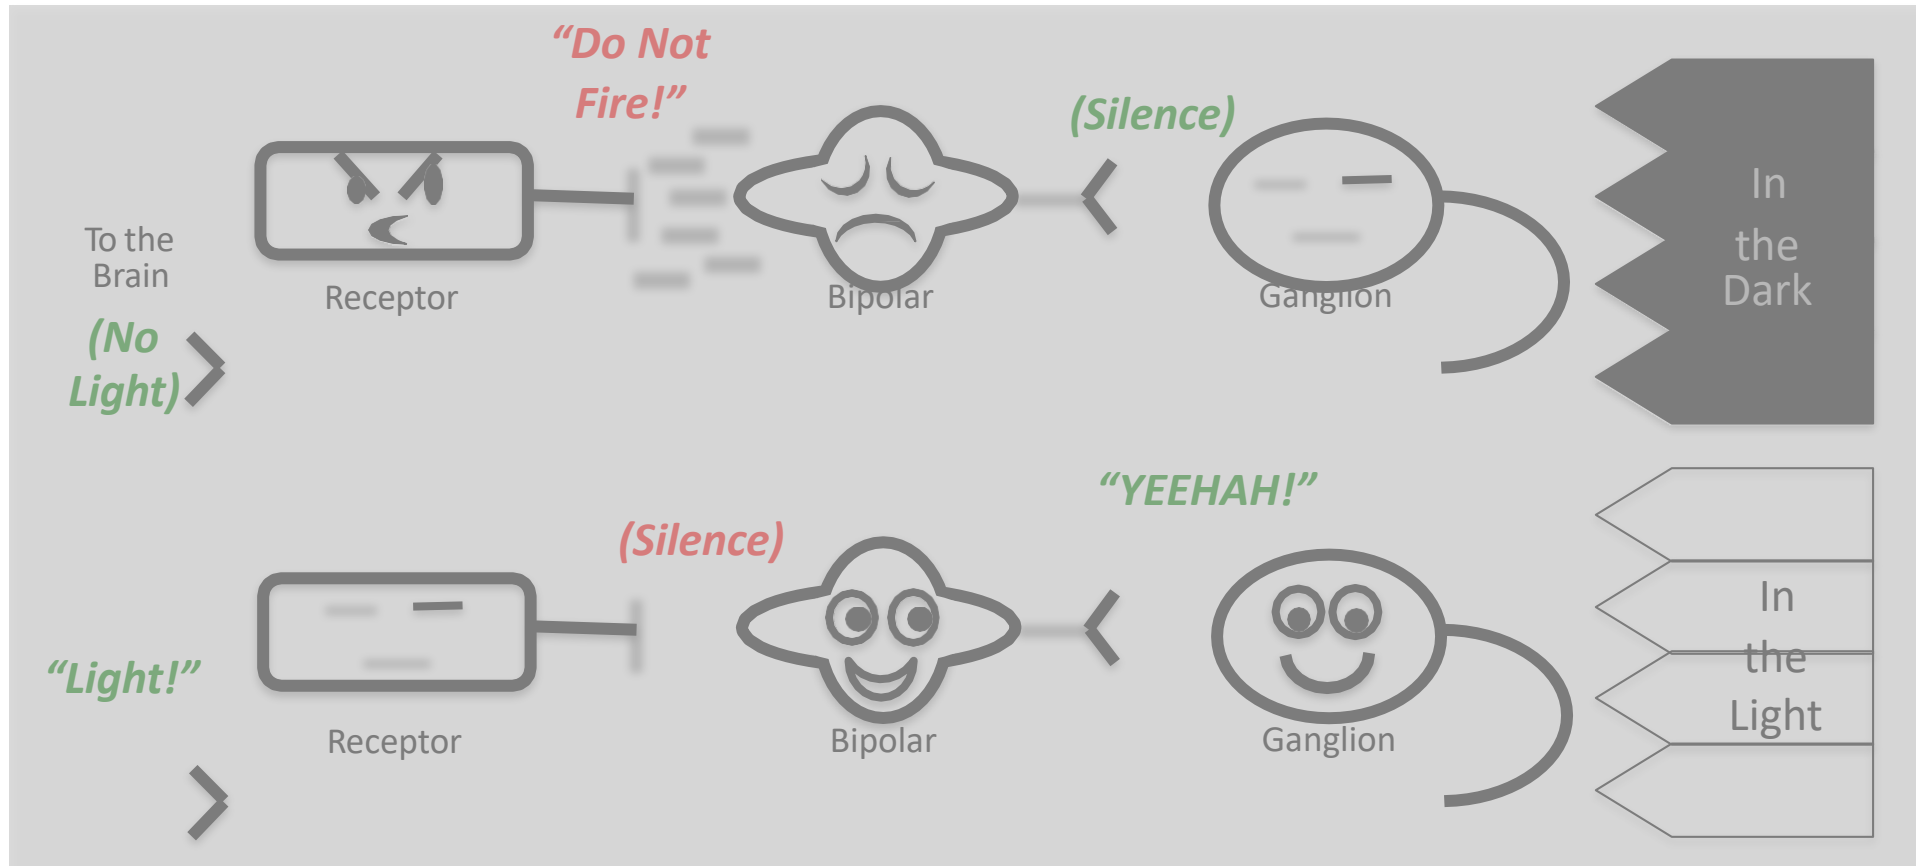 “Do Not
Fire!”
(Silence)
To the
Brain
(No
Light)
Receptor
Bipolar
Ganglion
In
the
Dark
“YEEHAH!”
(Silence)
“Light!”
Receptor
Bipolar
Ganglion
In
the
Light